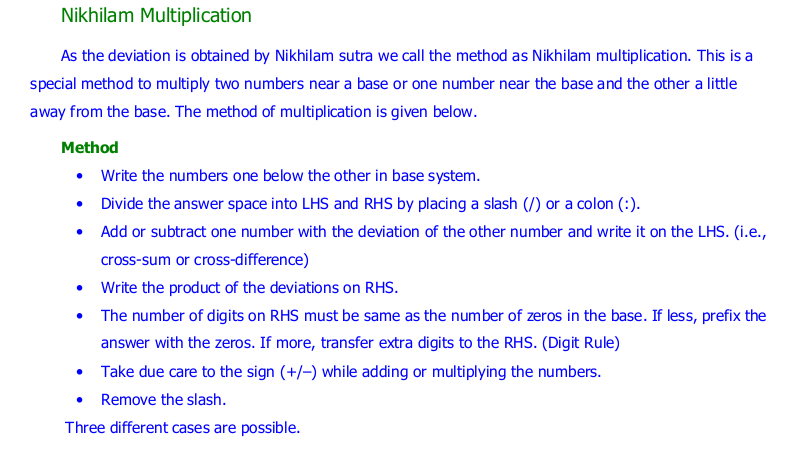 Nikhilam Multiplication
As the deviation is obtained by Nikhilam sutra we call the method as Nikhilam multiplication. This is a
special method to multiply two numbers near a base or one number near the base and the other a little
away from the base. The method of multiplication is given below.
Method
• Write the numbers one below the other in base system.
• Divide the answer space into LHS and RHS by placing a slash (/) or a colon (:).
• Add or subtract one number with the deviation of the other number and write it on the LHS. (i.e.,
cross-sum or cross-difference)
• Write the product of the deviations on RHS.
• The number of digits on RHS must be same as the number of zeros in the base. If less, prefix the
answer with the zeros. If more, transfer extra digits to the RHS. (Digit Rule)
• Take due care to the sign (+/–) while adding or multiplying the numbers.
• Remove the slash.
Three different cases are possible.